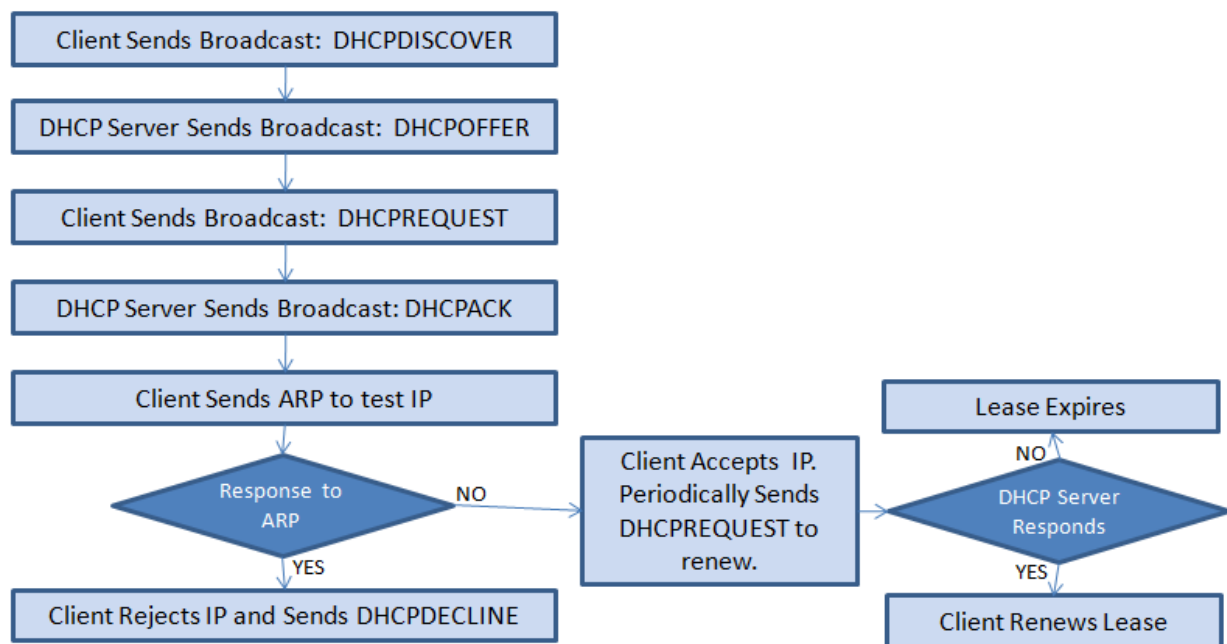 Client Sends Broadcast: DHCPDISCOVER
DHCP Server Sends Broadcast: DHCPOFFER
Client Sends Broadcast: DHCPREQUEST
DHCP Server Sends Broadcast: DHCPACK
Client Sends ARP to test IP
Response to
ARP
NO
YES
Client Rejects IP and Sends DHCPDECLINE
Client Accepts IP.
Periodically Sends
DHCPREQUEST to
renew.
Lease Expires
NO
DHCP Server
Responds
YES
Client Renews Lease